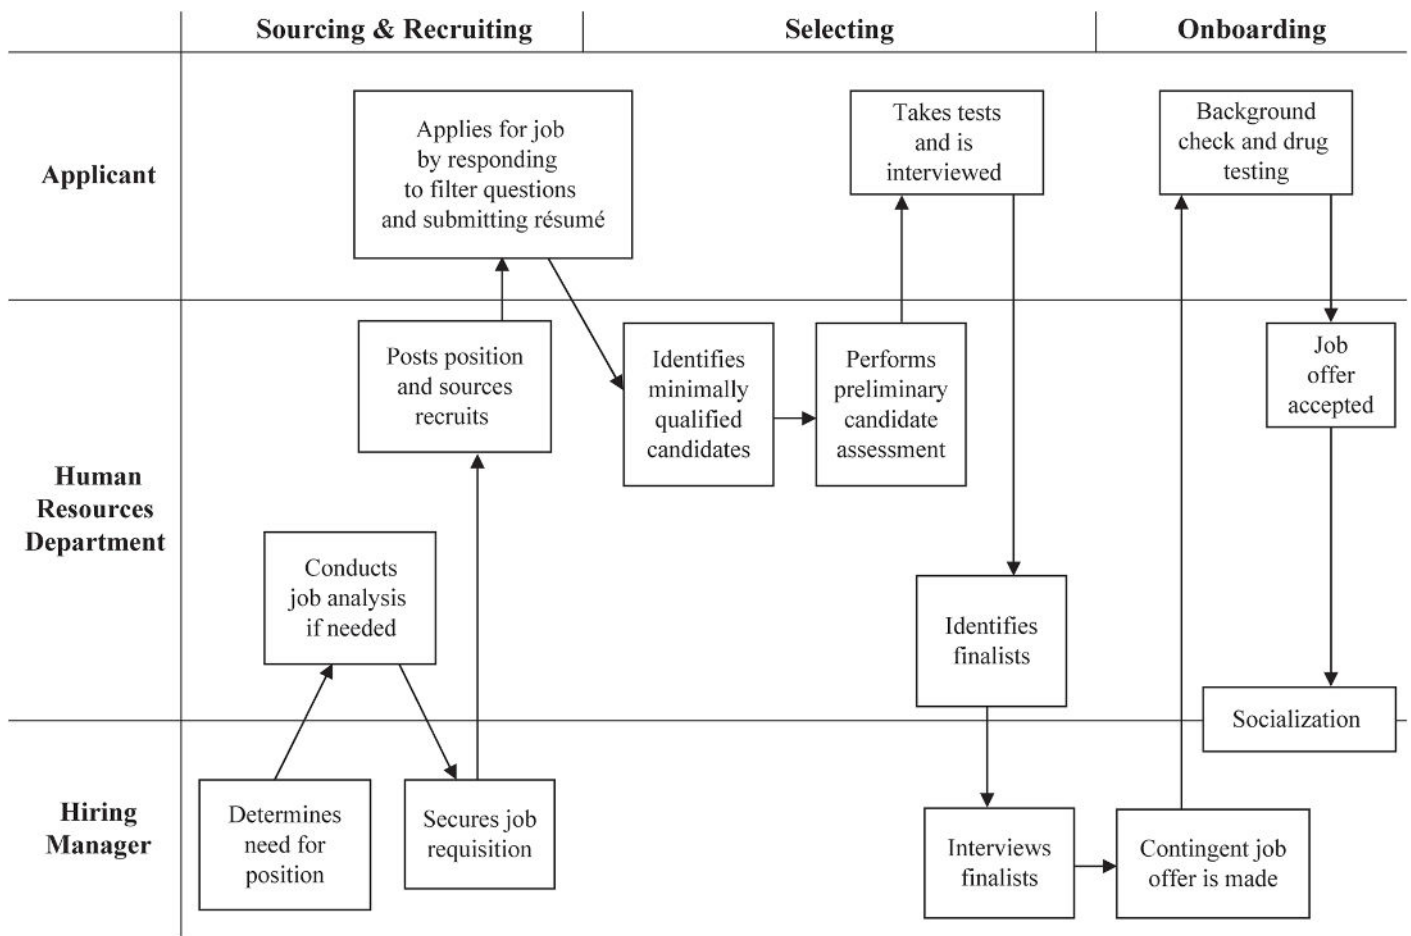 Sourcing & Recruiting
Selecting
Onboarding
Applicant
Applies for job
by responding
to filter questions
and submitting résumé
Takes tests
and is
interviewed
Background
check and drug
testing
Human
Resources
Department
Posts position
and sources
recruits
Identifies
minimally
qualified
candidates
Performs
preliminary
candidate
assessment
Job
offer
accepted
Conducts
job analysis
if needed
Identifies
finalists
Socialization
Hiring
Manager
Determines
need for
position
Secures job
requisition
Interviews
finalists
Contingent job
offer is made